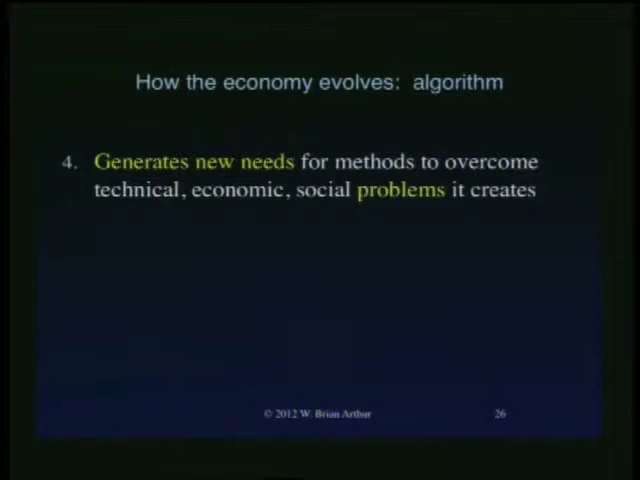 How the economy evolves: algorithm
4. Generates new needs for methods to overcome
technical, economic, social problems it creates
© 2012 W. Brian Arthur
26